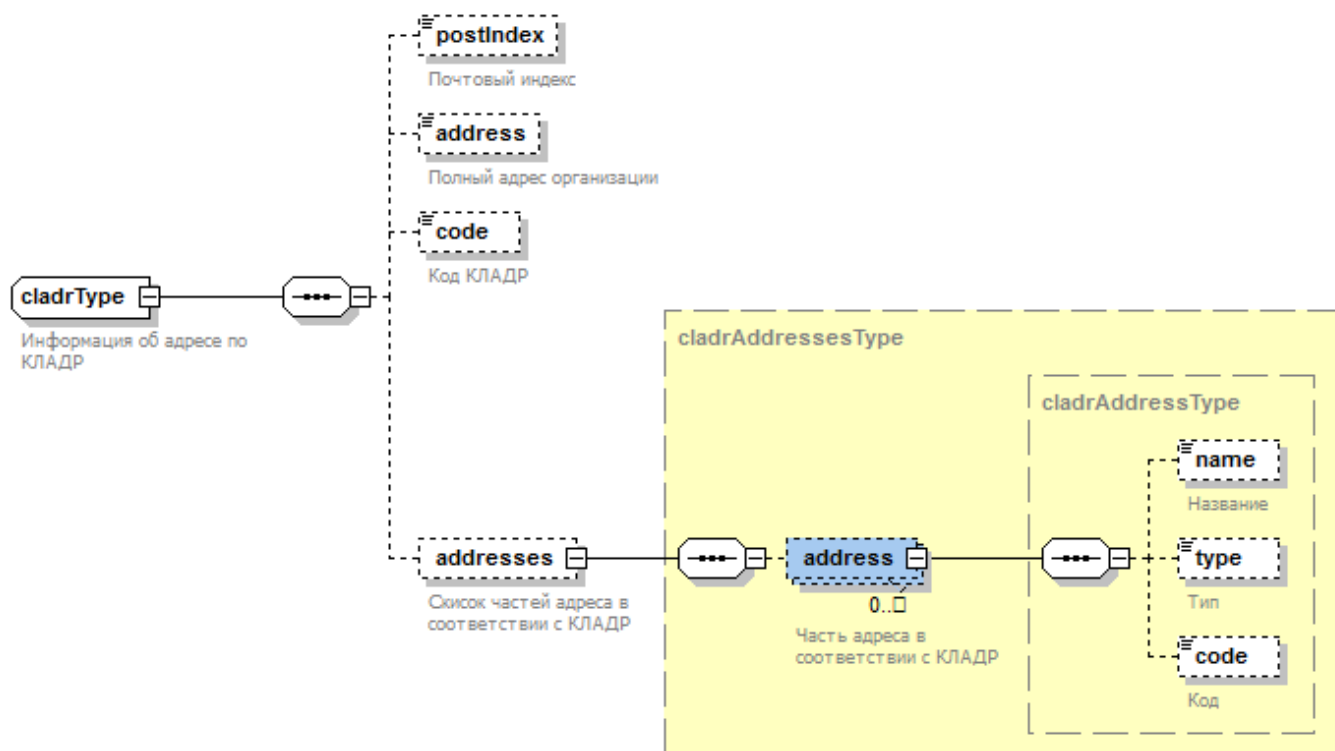 postIndex
Почтовый индекс
address
Полный адрес организации
code
Код КЛАДР
cladrType
Информация об адресе по
КЛАДР
cladrAddressesType
cladrAddressType
name
Название
addresses
Скисок частей адреса в
соответствии с КЛАДР
address
0..□
Часть адреса в
соответствии с КЛАДР
type
Тип
code
Код